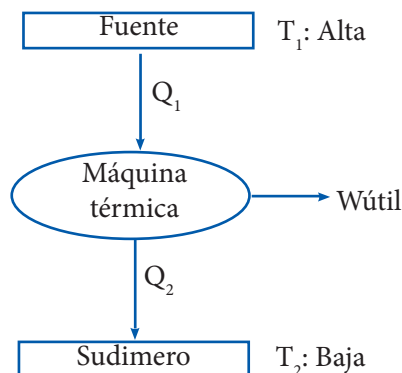 Fuente T₁: Alta
Q₁
Máquina
térmica
Wútil
Q₂
Sudimero T₂: Baja